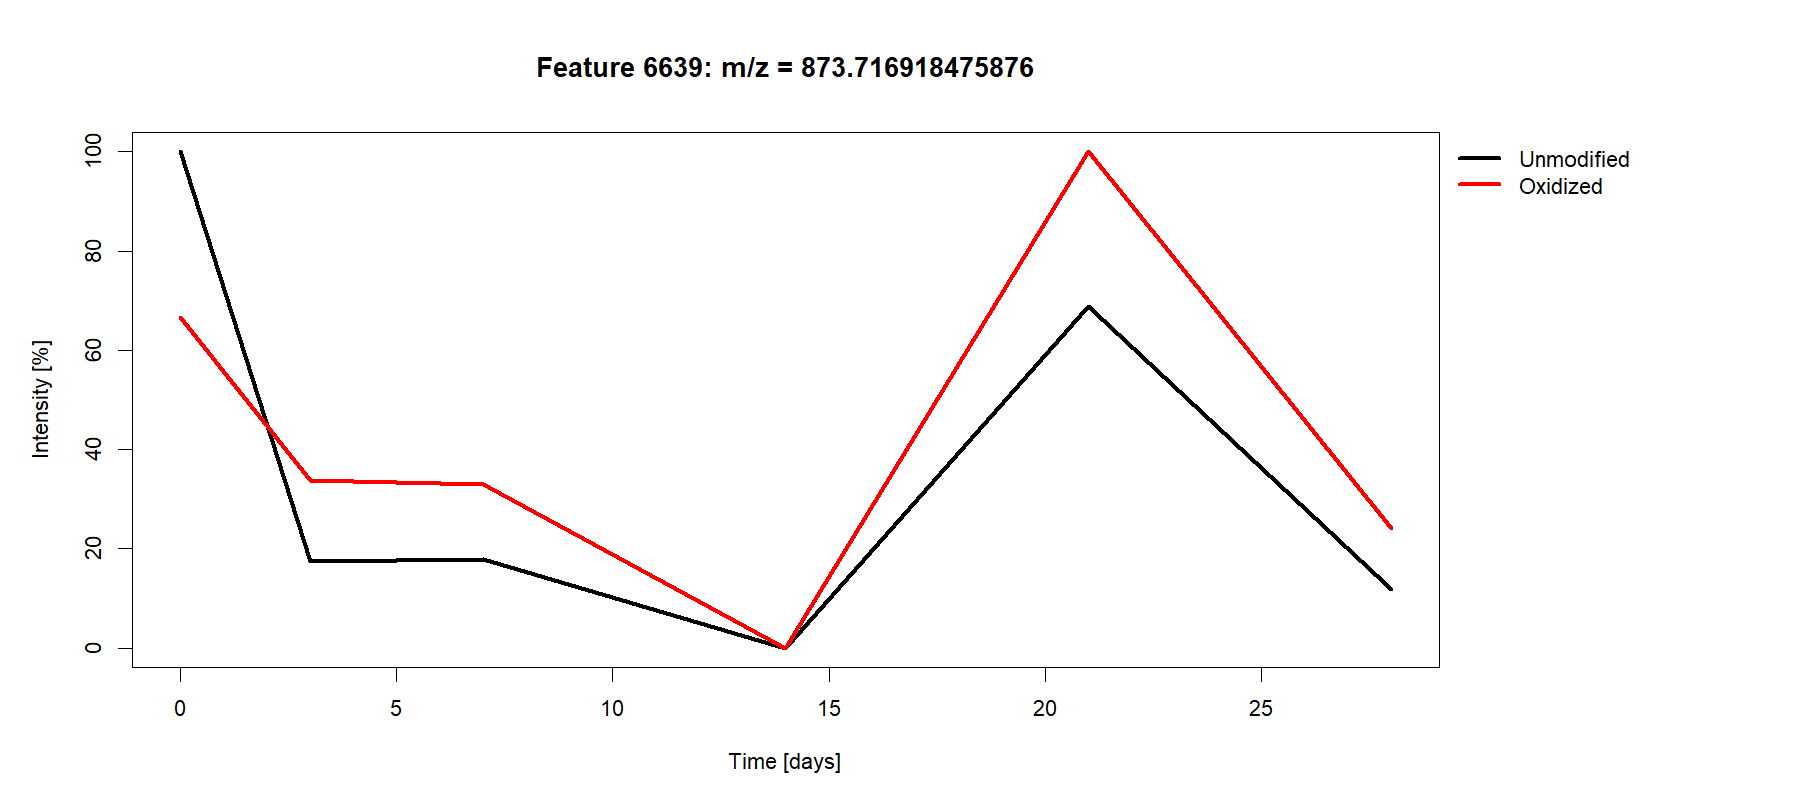 Feature 6639: m/z = 873.716918475876
Unmodified
Oxidized
100
80
60
40
20
0
Intensity [%]
0 5 10 15 20 25
Time [days]